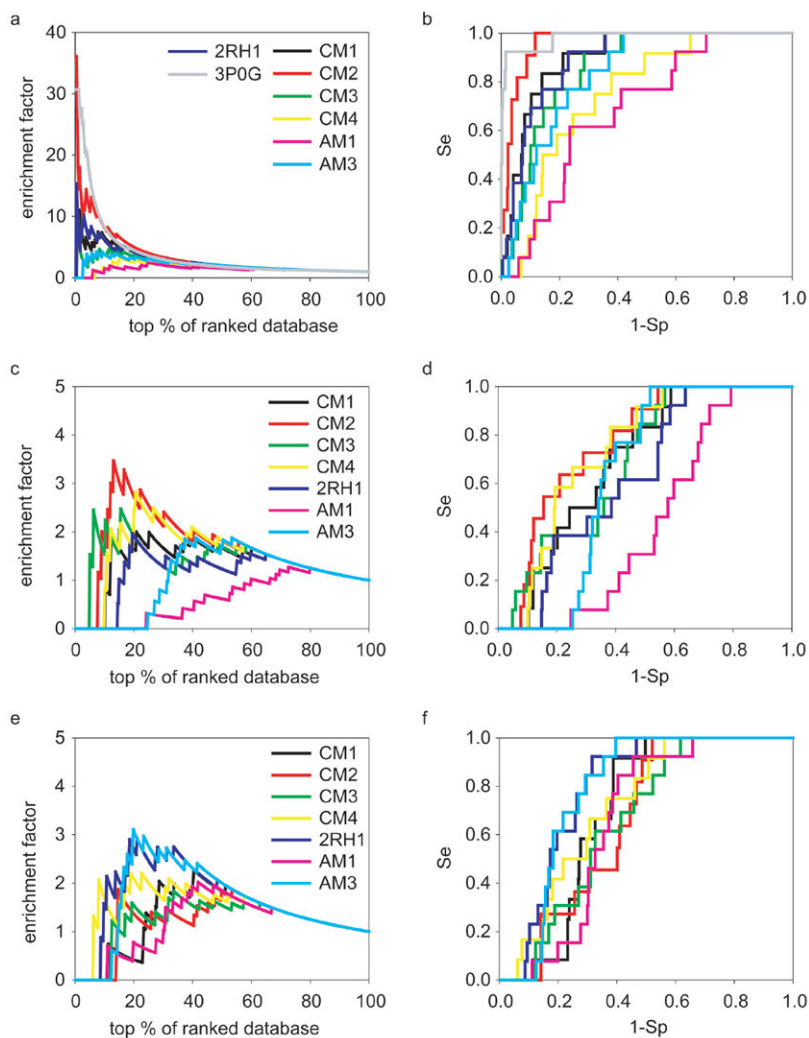 a
b
40
30
20
10
0
enrichment factor
2RH1
3P0G
CM1
CM2
CM3
CM4
AM1
AM3
0 20 40 60 80 100
top % of ranked database
1.0
0.8
0.6
0.4
0.2
0.0
Se
0.0 0.2 0.4 0.6 0.8 1.0
1-Sp
c
d
5
4
3
2
1
0
enrichment factor
CM1
CM2
CM3
CM4
2RH1
AM1
AM3
0 20 40 60 80 100
top % of ranked database
1.0
0.8
0.6
0.4
0.2
0.0
Se
0.0 0.2 0.4 0.6 0.8 1.0
1-Sp
e
f
5
4
3
2
1
0
enrichment factor
CM1
CM2
CM3
CM4
2RH1
AM1
AM3
0 20 40 60 80 100
top % of ranked database
1.0
0.8
0.6
0.4
0.2
0.0
Se
0.0 0.2 0.4 0.6 0.8 1.0
1-Sp